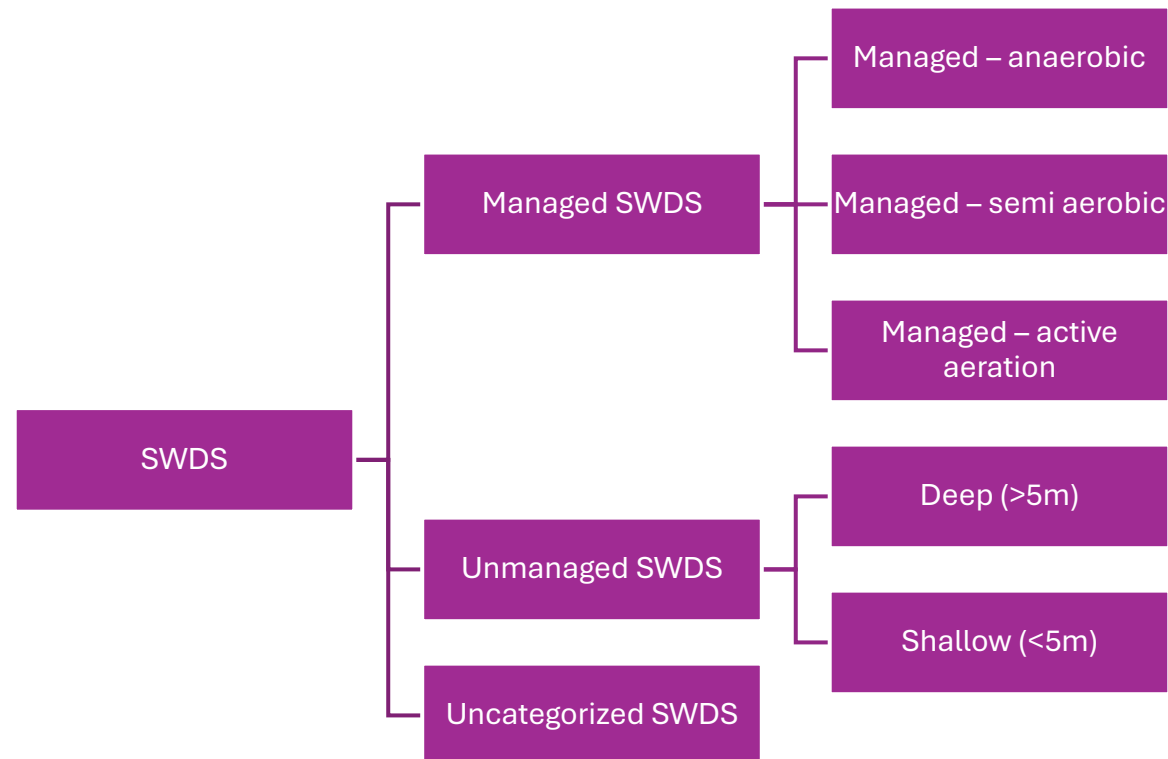 SWDS
Managed SWDS
Managed – anaerobic
Managed – semi aerobic
Managed – active
aeration
Unmanaged SWDS
Deep (>5m)
Shallow (<5m)
Uncategorized SWDS